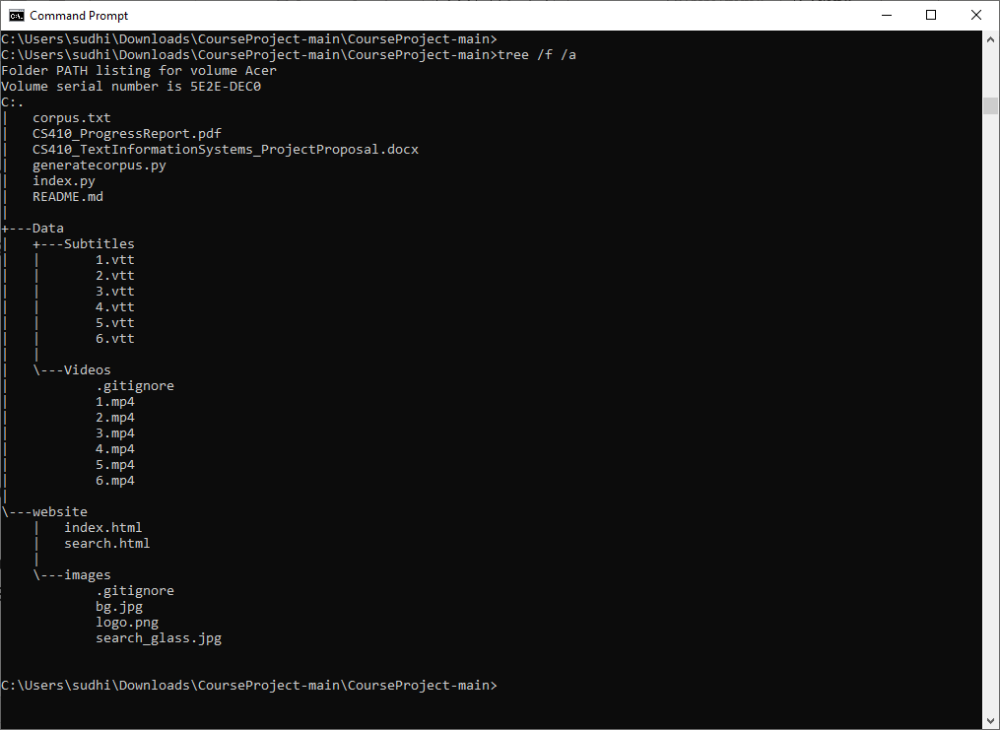 Command Prompt
C:\Users\sudhi\Downloads\CourseProject-main\CourseProject-main>
C:\Users\sudhi\Downloads\CourseProject-main\CourseProject-main>tree /f /a
Folder PATH listing for volume Acer
Volume serial number is 5E2E-DEC0
C:.
|   corpus.txt
|   CS410_ProgressReport.pdf
|   CS410_TextInformationSystems_ProjectProposal.docx
|   generatecorpus.py
|   index.py
|   README.md
|
+---Data
|   +---Subtitles
|   |       1.vtt
|   |       2.vtt
|   |       3.vtt
|   |       4.vtt
|   |       5.vtt
|   |       6.vtt
|   |
|   \---Videos
|           .gitignore
|           1.mp4
|           2.mp4
|           3.mp4
|           4.mp4
|           5.mp4
|           6.mp4
|
\---website
    |   index.html
    |   search.html
    |
    \---images
            .gitignore
            bg.jpg
            logo.png
            search_glass.jpg
C:\Users\sudhi\Downloads\CourseProject-main\CourseProject-main>